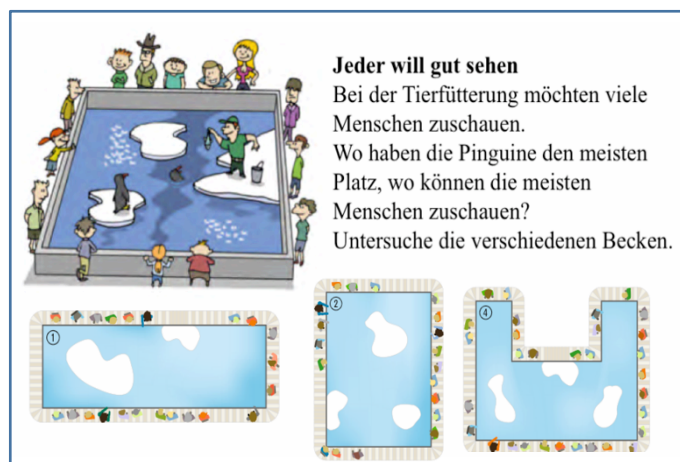 Jeder will gut sehen
Bei der Tierfütterung möchten viele
Menschen zuschauen.
Wo haben die Pinguine den meisten
Platz, wo können die meisten
Menschen zuschauen?
Untersuche die verschiedenen Becken.
①
②
④